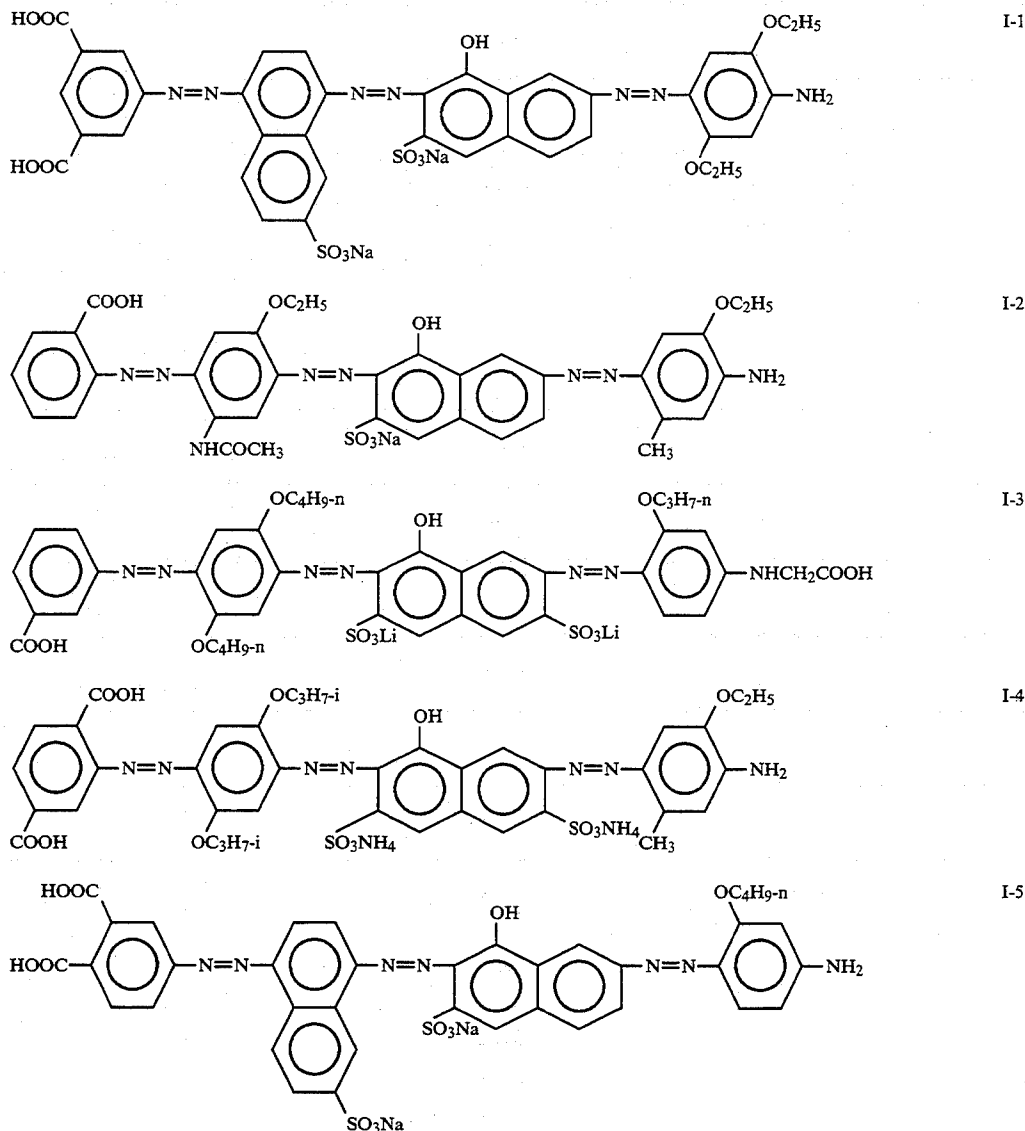 HOOC OH OC2H5 I-1
N=N N=N N=N NH2
HOOC SO3Na OC2H5
SO3Na
COOH OC2H5 OH OC2H5 I-2
N=N N=N N=N NH2
NHCOCH3 SO3Na CH3
OC4H9-n OH OC3H7-n I-3
N=N N=N N=N NHCH2COOH
COOH OC4H9-n SO3Li SO3Li
COOH OC3H7-i OH OC2H5 I-4
N=N N=N N=N NH2
COOH OC3H7-i SO3NH4 SO3NH4 CH3
HOOC OH OC4H9-n I-5
HOOC N=N N=N N=N NH2
SO3Na
SO3Na